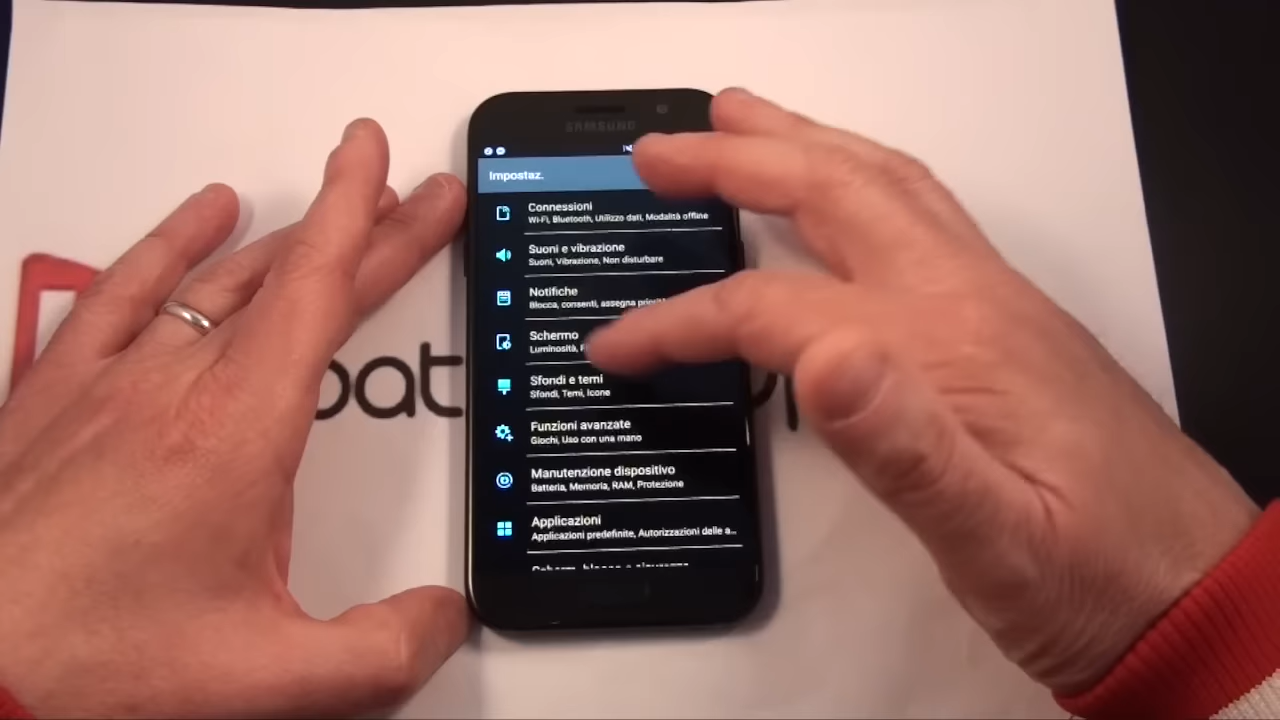 SAMSUNG
Impostaz.
Connessioni
Wi-Fi, Bluetooth, Utilizzo dati, Modalità offline
Suoni e vibrazione
Suoni, Vibrazione, Non disturbare
Notifiche
Blocca, consenti, assegna priorità
Schermo
Luminosità,
Sfondi e temi
Sfondi, Temi, Icone
Funzioni avanzate
Giochi, Uso con una mano
Manutenzione dispositivo
Batteria, Memoria, RAM, Protezione
Applicazioni
Applicazioni predefinite, Autorizzazioni delle a...
bat